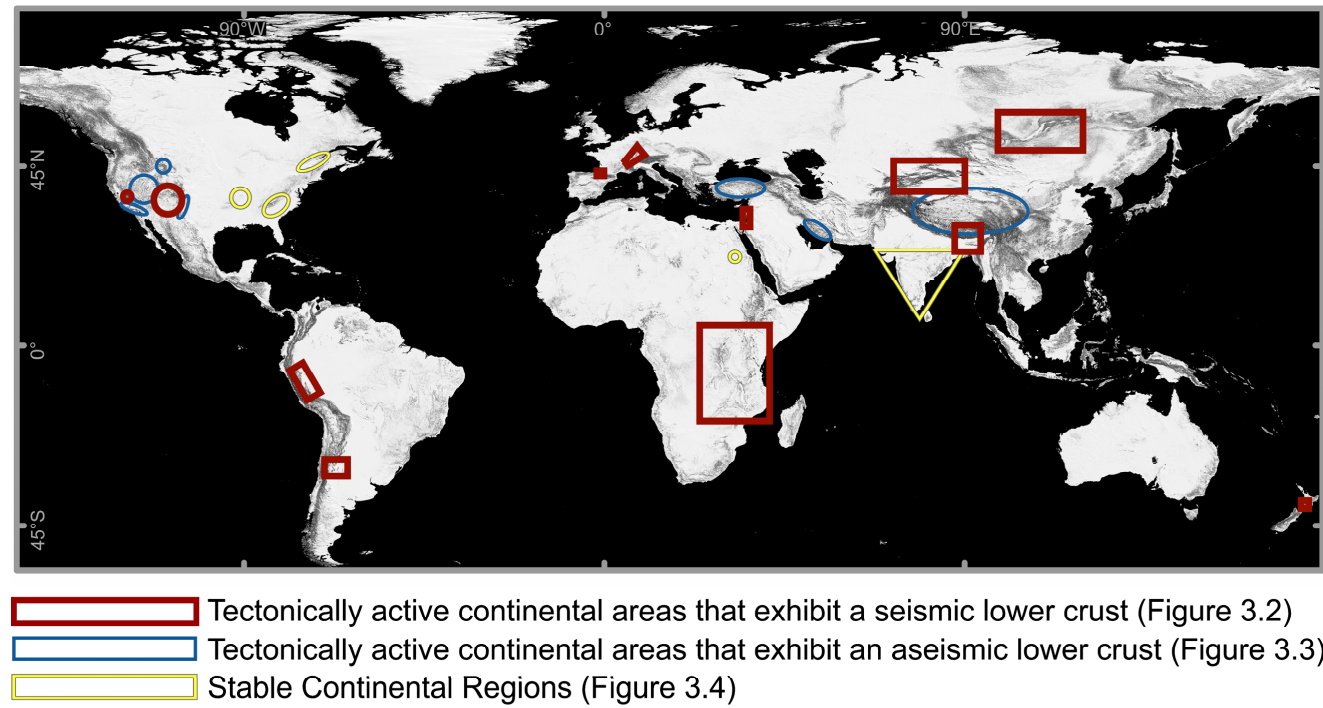 90°W 0° 90°E
45°N
0°
45°S
Tectonically active continental areas that exhibit a seismic lower crust (Figure 3.2)
Tectonically active continental areas that exhibit an aseismic lower crust (Figure 3.3)
Stable Continental Regions (Figure 3.4)